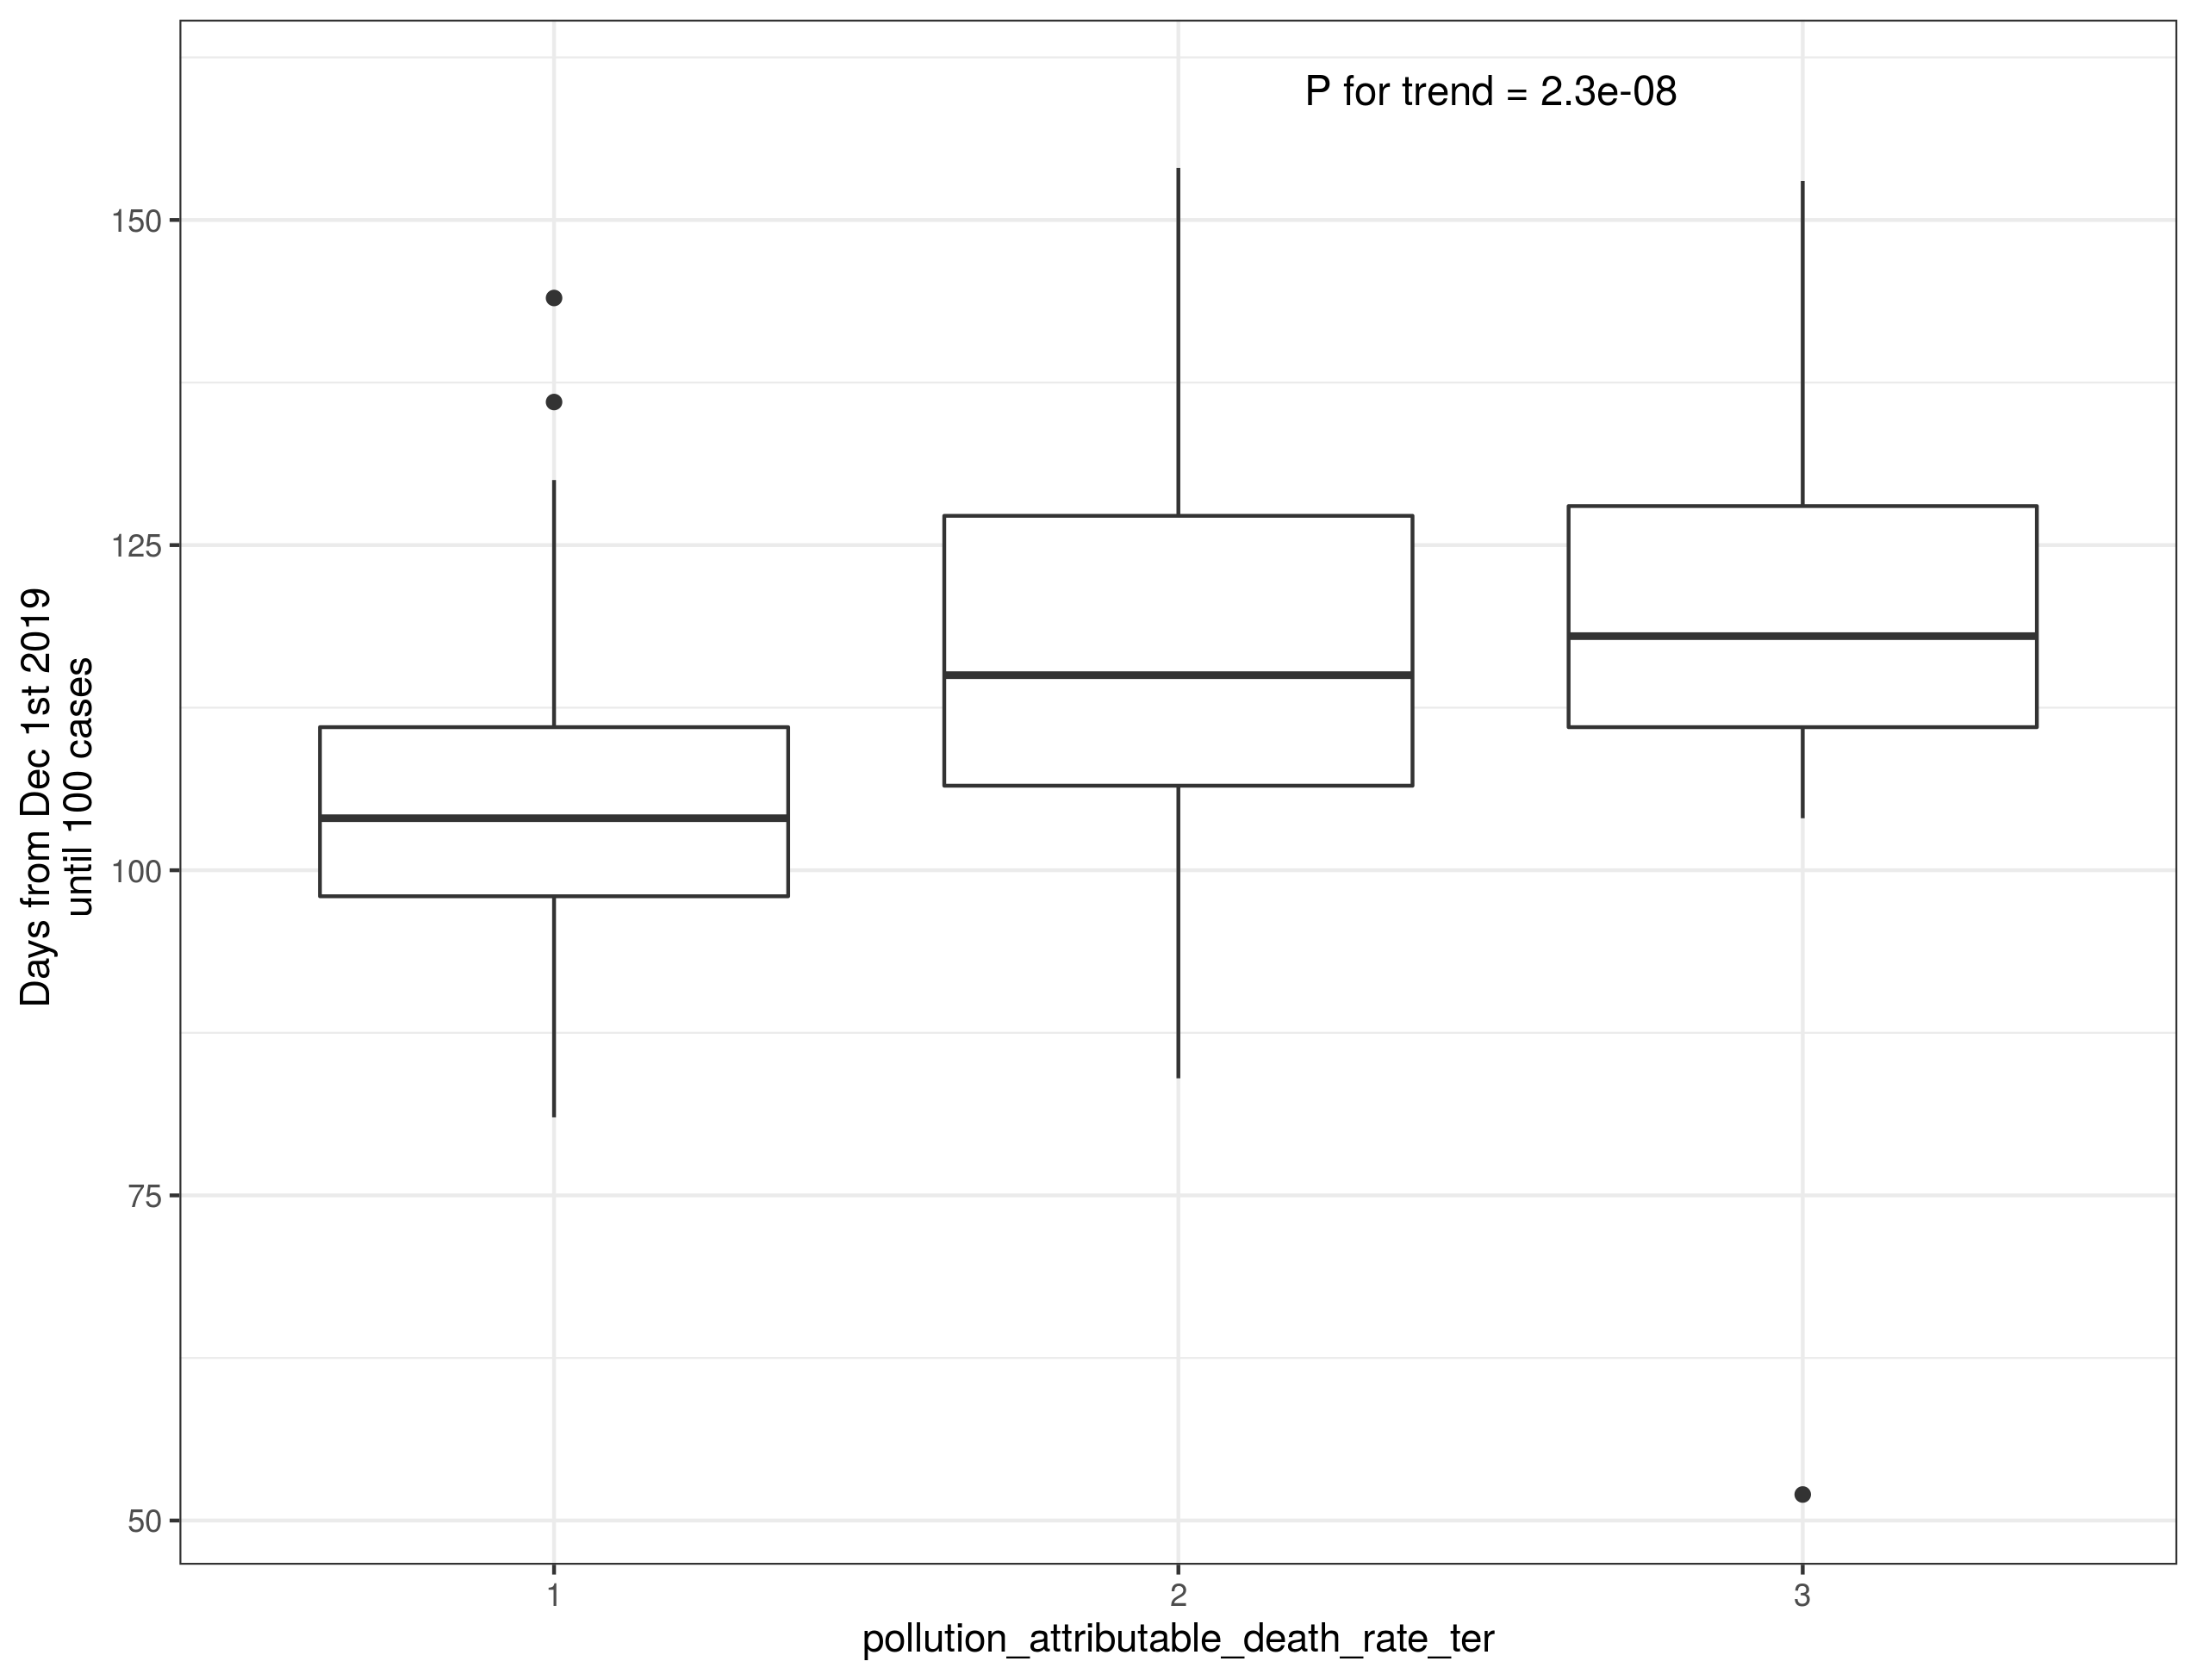 P for trend = 2.3e-08
150
125
100
75
50
Days from Dec 1st 2019
until 100 cases
1
2
3
pollution_attributable_death_rate_ter